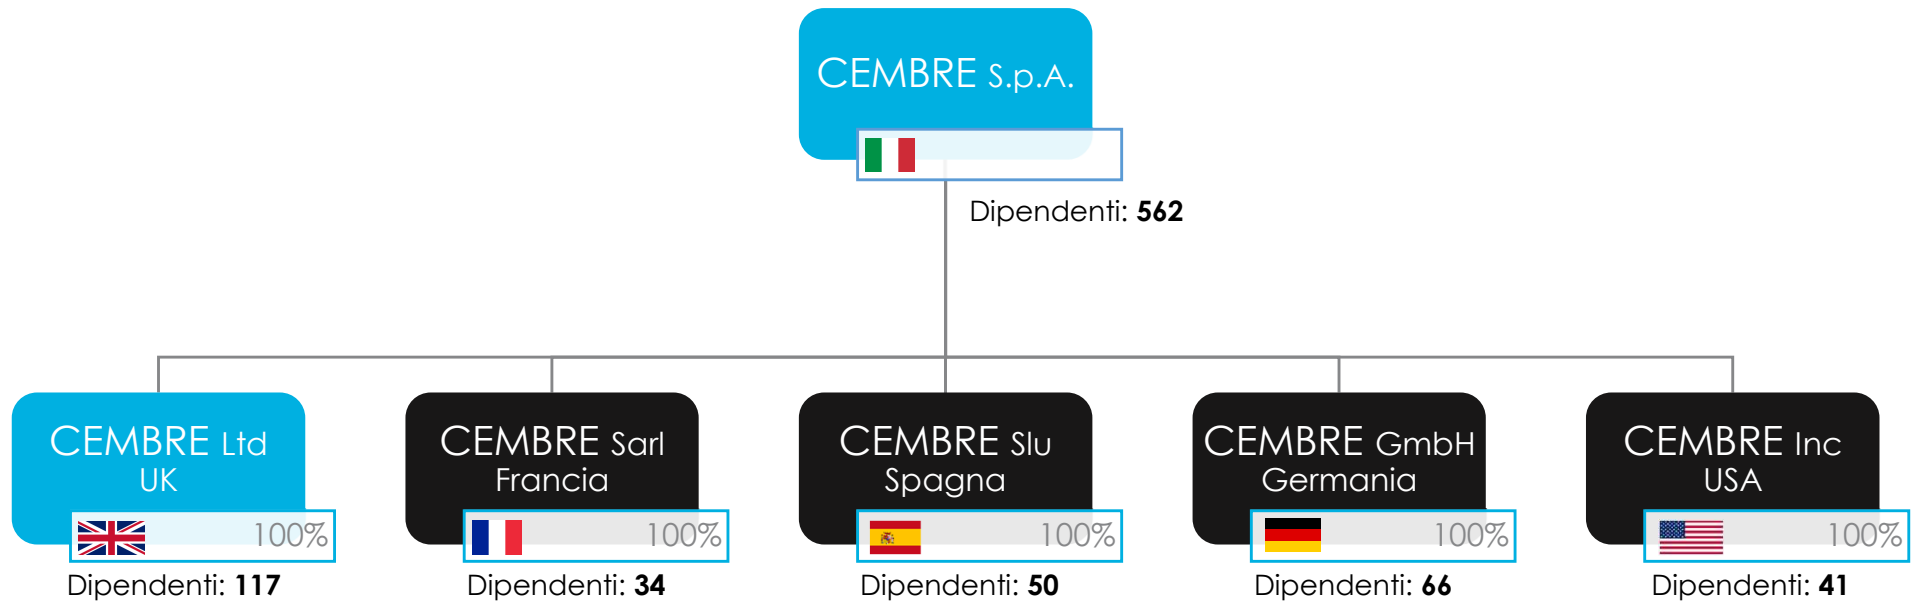 CEMBRE S.p.A.
Dipendenti: 562
CEMBRE Ltd
UK
100%
Dipendenti: 117
CEMBRE Sarl
Francia
100%
Dipendenti: 34
CEMBRE Slu
Spagna
100%
Dipendenti: 50
CEMBRE GmbH
Germania
100%
Dipendenti: 66
CEMBRE Inc
USA
100%
Dipendenti: 41